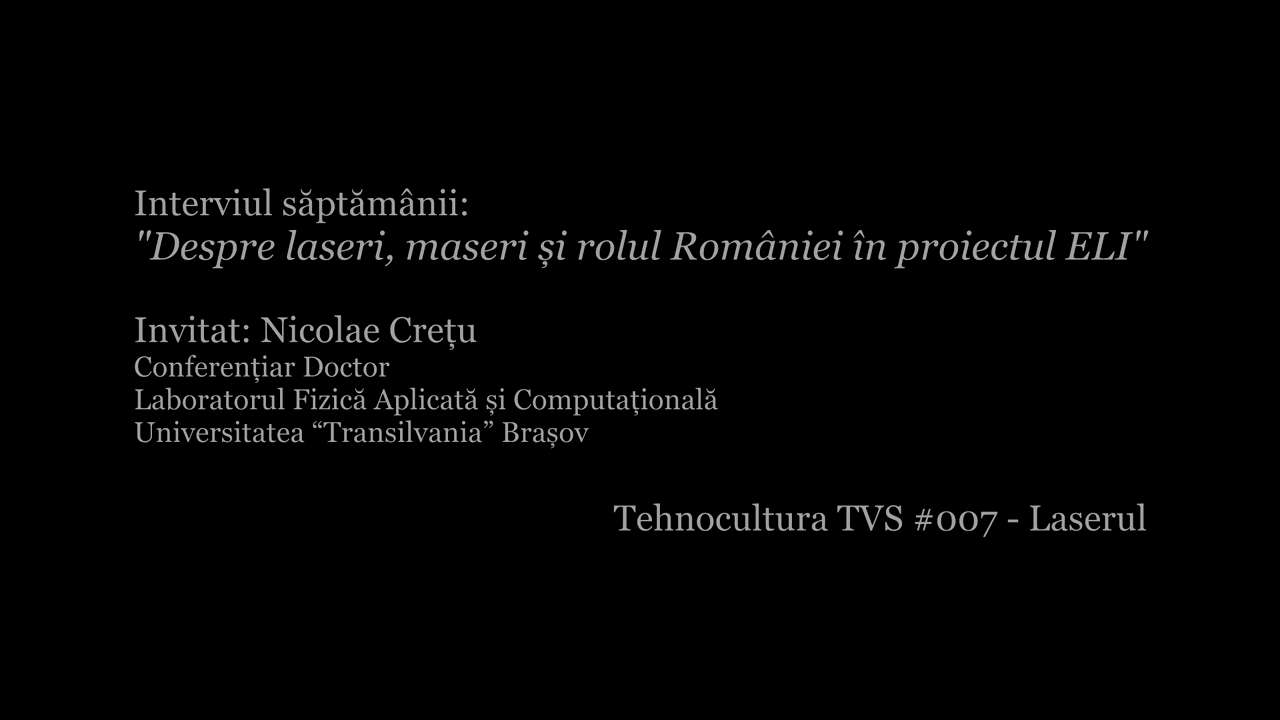 Interviul săptămânii:
"Despre laseri, maseri și rolul României în proiectul ELI"
Invitat: Nicolae Crețu
Conferențiar Doctor
Laboratorul Fizică Aplicată și Computațională
Universitatea “Transilvania” Brașov
Tehnocultura TVS #007 - Laserul